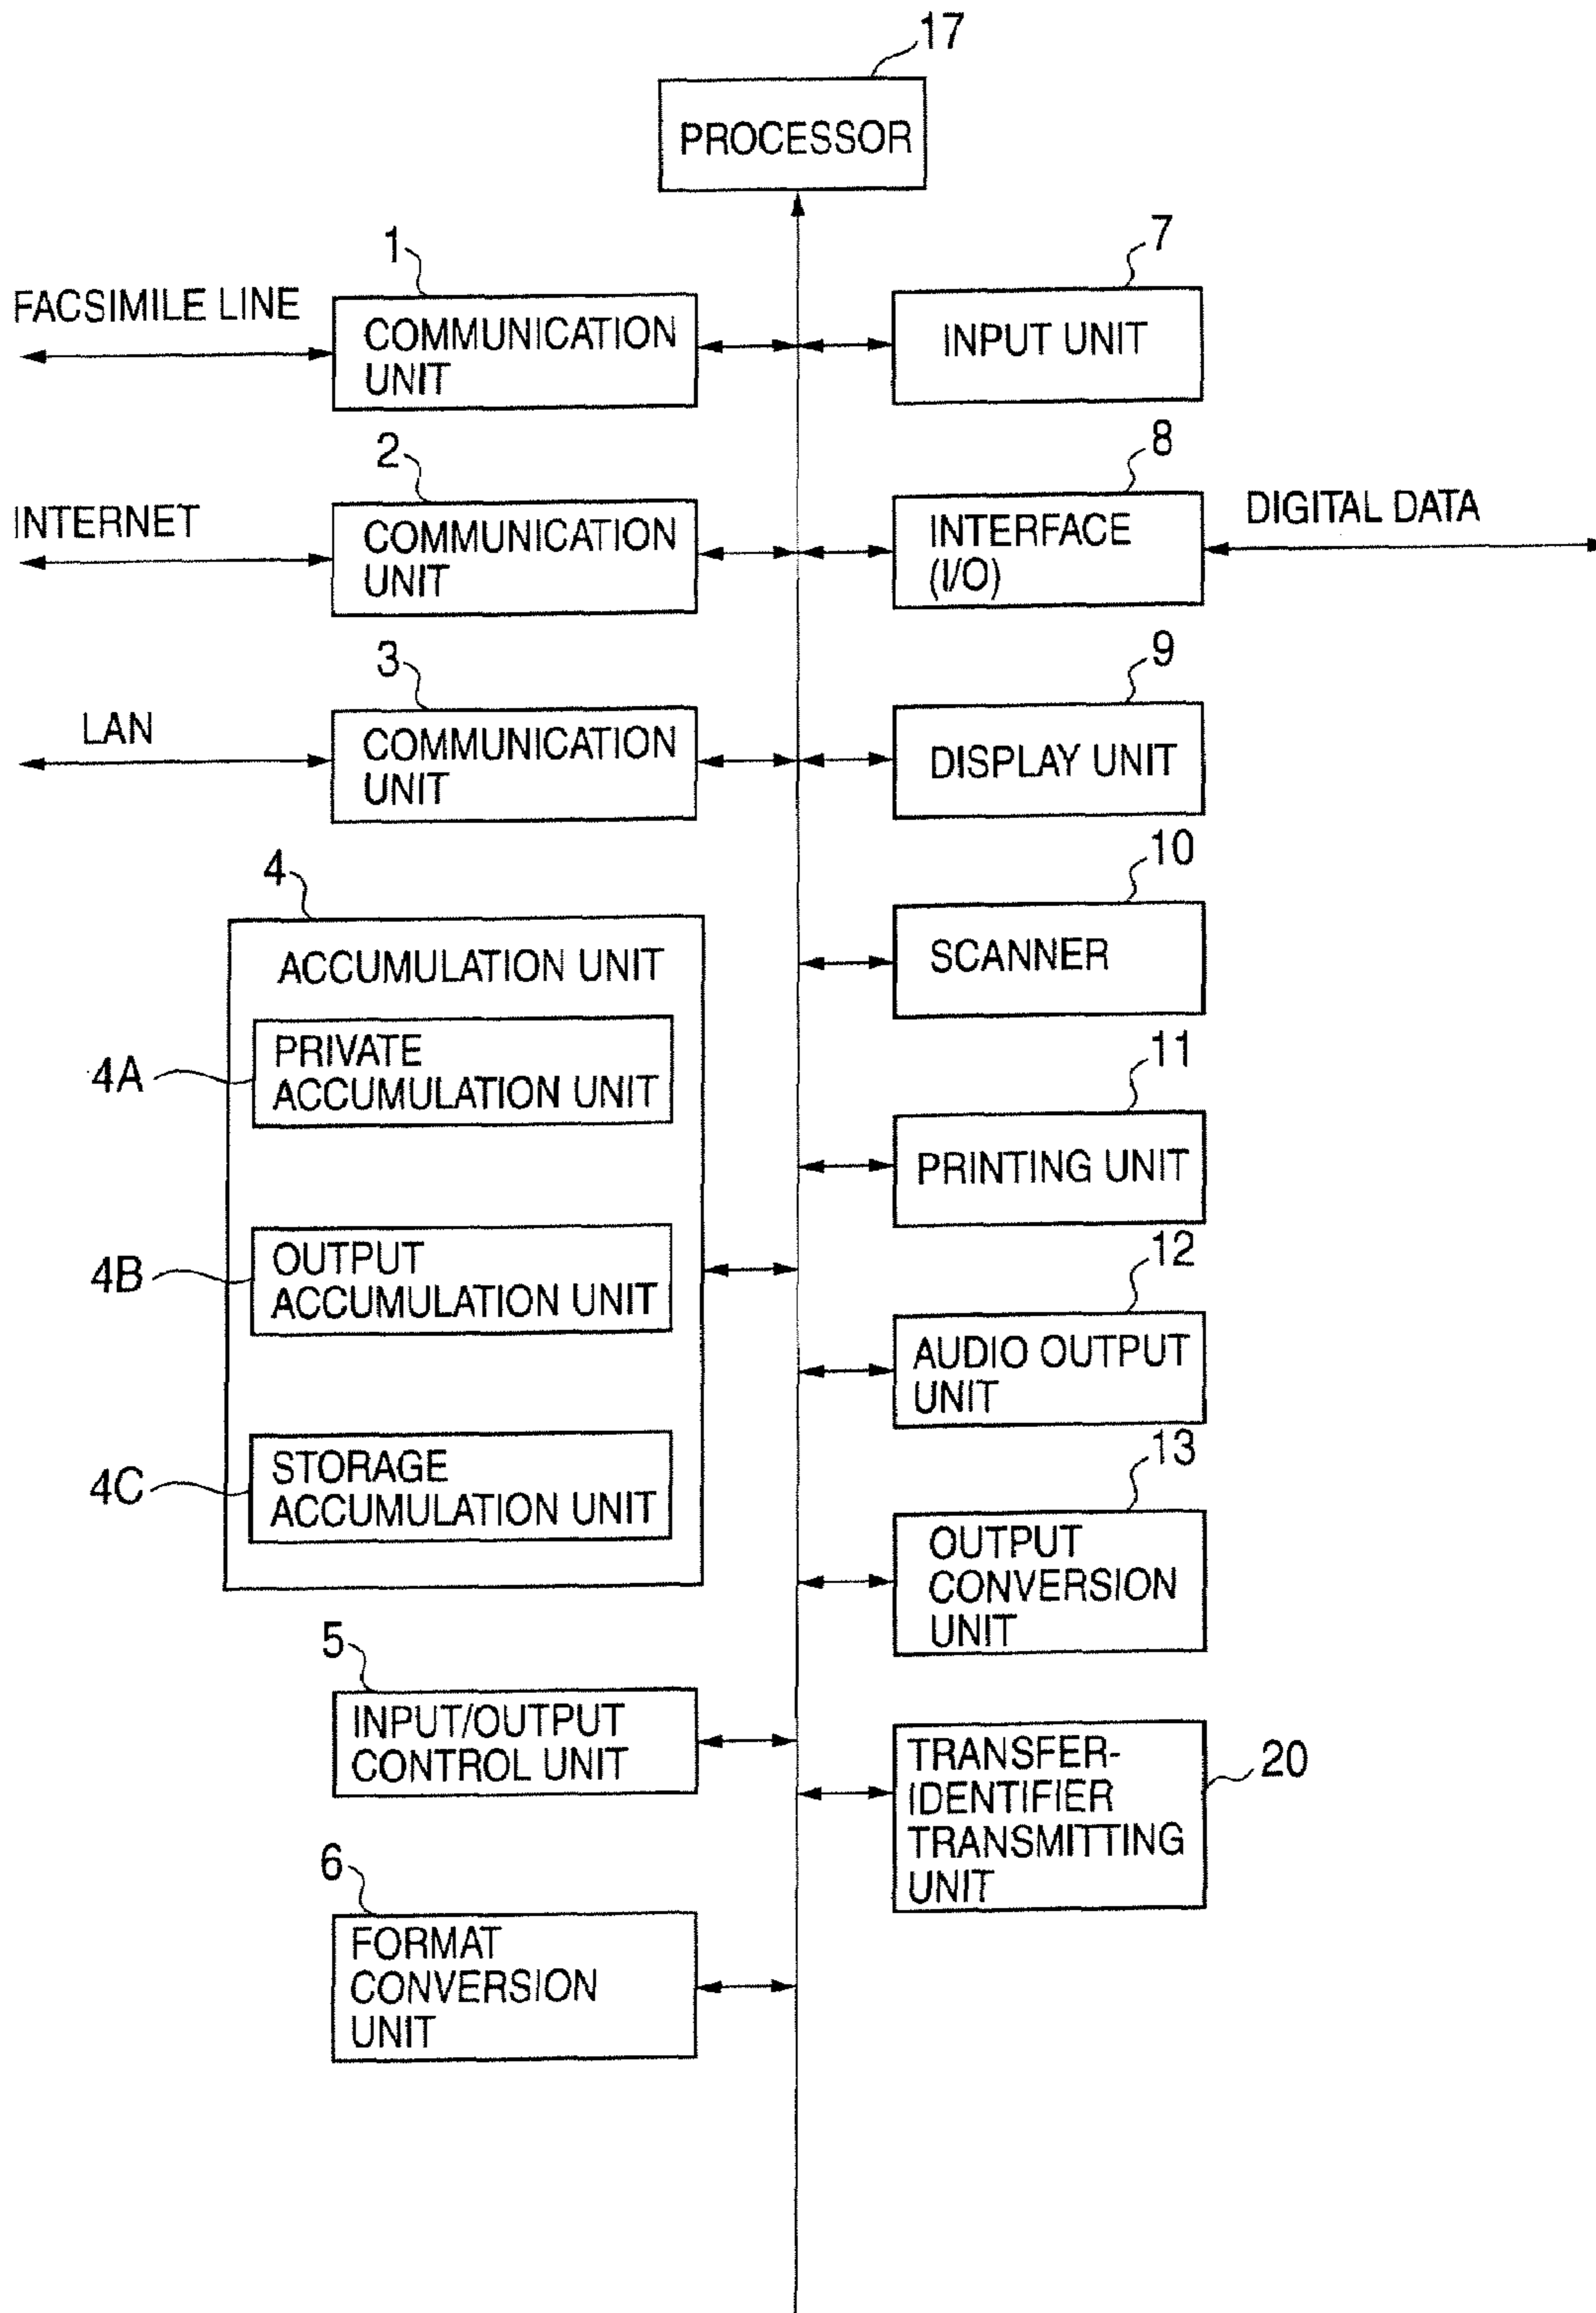 17
PROCESSOR
1
FACSIMILE LINE
COMMUNICATION
UNIT
7
INPUT UNIT
2
INTERNET
COMMUNICATION
UNIT
8
INTERFACE
(I/O)
DIGITAL DATA
3
LAN
COMMUNICATION
UNIT
9
DISPLAY UNIT
4
ACCUMULATION UNIT
4A
PRIVATE
ACCUMULATION UNIT
4B
OUTPUT
ACCUMULATION UNIT
4C
STORAGE
ACCUMULATION UNIT
10
SCANNER
11
PRINTING UNIT
12
AUDIO OUTPUT
UNIT
13
OUTPUT
CONVERSION
UNIT
5
INPUT/OUTPUT
CONTROL UNIT
TRANSFER-
IDENTIFIER
TRANSMITTING
UNIT
20
6
FORMAT
CONVERSION
UNIT